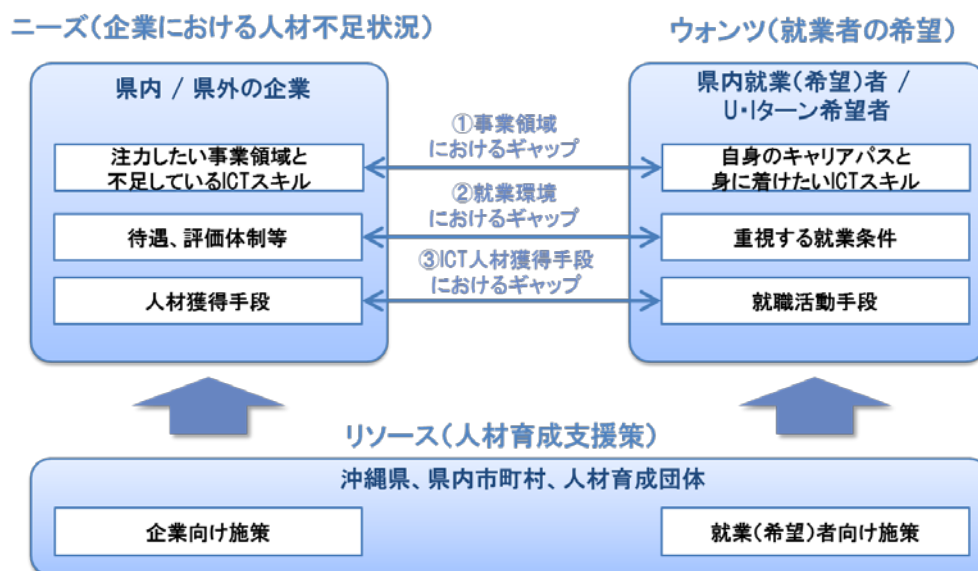 ニーズ(企業における人材不足状況)
ウォンツ(就業者の希望)
県内 / 県外の企業
県内就業(希望)者 /
U・Iターン希望者
①事業領域
におけるギャップ
注力したい事業領域と
不足しているICTスキル
自身のキャリアパスと
身に着けたいICTスキル
②就業環境
におけるギャップ
待遇、評価体制等
重視する就業条件
③ICT人材獲得手段
におけるギャップ
人材獲得手段
就職活動手段
リソース(人材育成支援策)
沖縄県、県内市町村、人材育成団体
企業向け施策
就業(希望)者向け施策